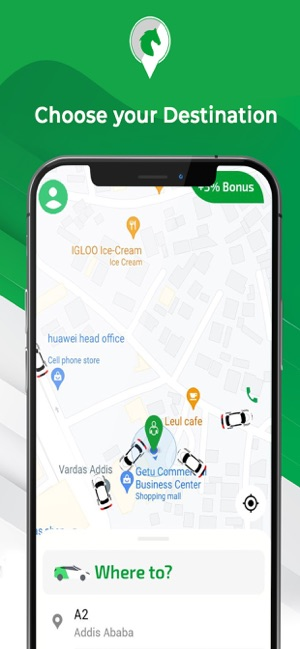 Choose your Destination
+5% Bonus
IGLOO Ice-Cream
Ice Cream
huawei head office
Cell phone store
Leul cafe
Vardas Addis
Getu Commerc
Business Center
Shopping mall
Where to?
A2
Addis Ababa